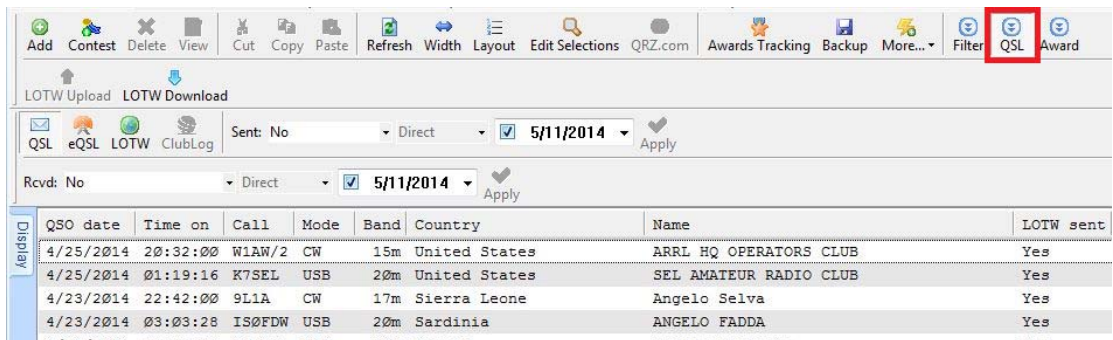 Add Contest Delete View Cut Copy Paste Refresh Width Layout Edit Selections QRZ.com Awards Tracking Backup More... Filter QSL Award
LOTW Upload LOTW Download
QSL eQSL LOTW ClubLog Sent: No Direct 5/11/2014 Apply
Rcvd: No Direct 5/11/2014 Apply
Display
QSO date Time on Call Mode Band Country Name LOTW sent
4/25/2014 20:32:00 W1AW/2 CW 15m United States ARRL HQ OPERATORS CLUB Yes
4/25/2014 01:19:16 K7SEL USB 20m United States SEL AMATEUR RADIO CLUB Yes
4/23/2014 22:42:00 9L1A CW 17m Sierra Leone Angelo Selva Yes
4/23/2014 03:03:28 IS0FDW USB 20m Sardinia ANGELO FADDA Yes